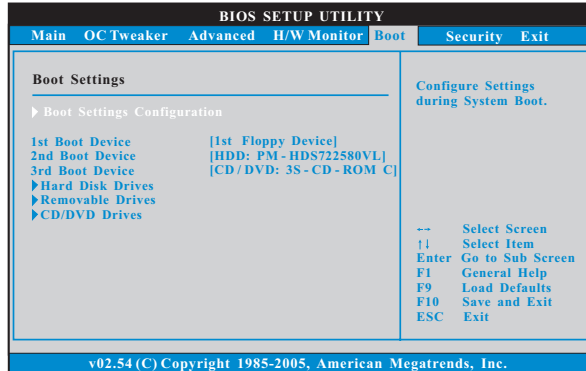 BIOS SETUP UTILITY
Main OC Tweaker Advanced H/W Monitor Boot Security Exit
Boot Settings
Boot Settings Configuration
1st Boot Device [1st Floppy Device]
2nd Boot Device [HDD: PM-HDS722580VL]
3rd Boot Device [CD/DVD: 3S-CD-ROM C]
Hard Disk Drives
Removable Drives
CD/DVD Drives
Configure Settings
during System Boot.
←→ Select Screen
↑↓ Select Item
Enter Go to Sub Screen
F1 General Help
F9 Load Defaults
F10 Save and Exit
ESC Exit
v02.54 (C) Copyright 1985-2005, American Megatrends, Inc.